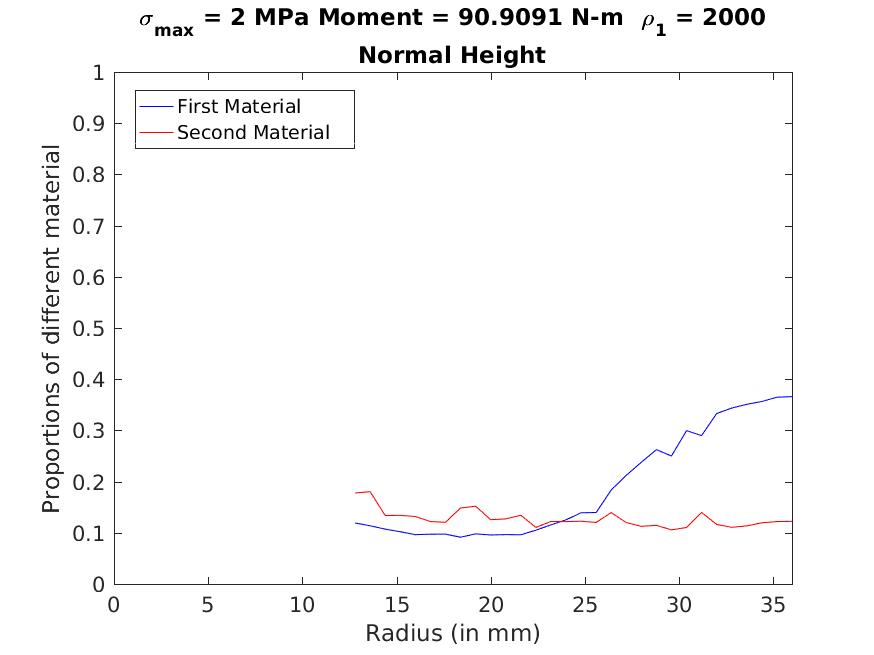 σmax = 2 MPa Moment = 90.9091 N-m ρ1 = 2000
Normal Height
First Material
Second Material
Proportions of different material
1
0.9
0.8
0.7
0.6
0.5
0.4
0.3
0.2
0.1
0
0 5 10 15 20 25 30 35
Radius (in mm)